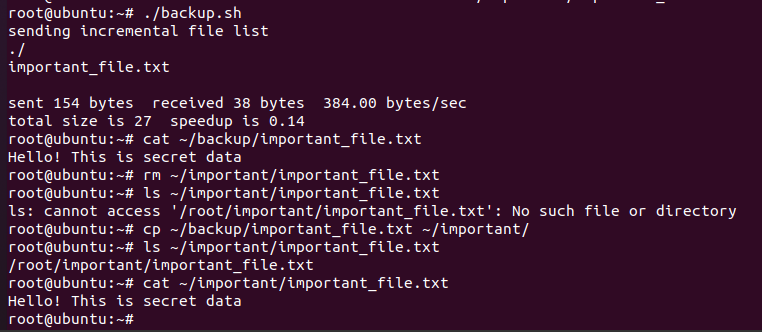 root@ubuntu:~# ./backup.sh
sending incremental file list
./
important_file.txt
sent 154 bytes  received 38 bytes  384.00 bytes/sec
total size is 27  speedup is 0.14
root@ubuntu:~# cat ~/backup/important_file.txt
Hello! This is secret data
root@ubuntu:~# rm ~/important/important_file.txt
root@ubuntu:~# ls ~/important/important_file.txt
ls: cannot access '/root/important/important_file.txt': No such file or directory
root@ubuntu:~# cp ~/backup/important_file.txt ~/important/
root@ubuntu:~# ls ~/important/important_file.txt
/root/important/important_file.txt
root@ubuntu:~# cat ~/important/important_file.txt
Hello! This is secret data
root@ubuntu:~#